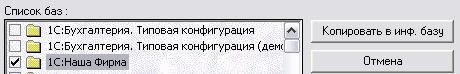 Список баз :
1С:Бухгалтерия. Типовая конфигурация
Копировать в инф. базу
1С:Бухгалтерия. Типовая конфигурация (демо
Отмена
1С:Наша Фирма